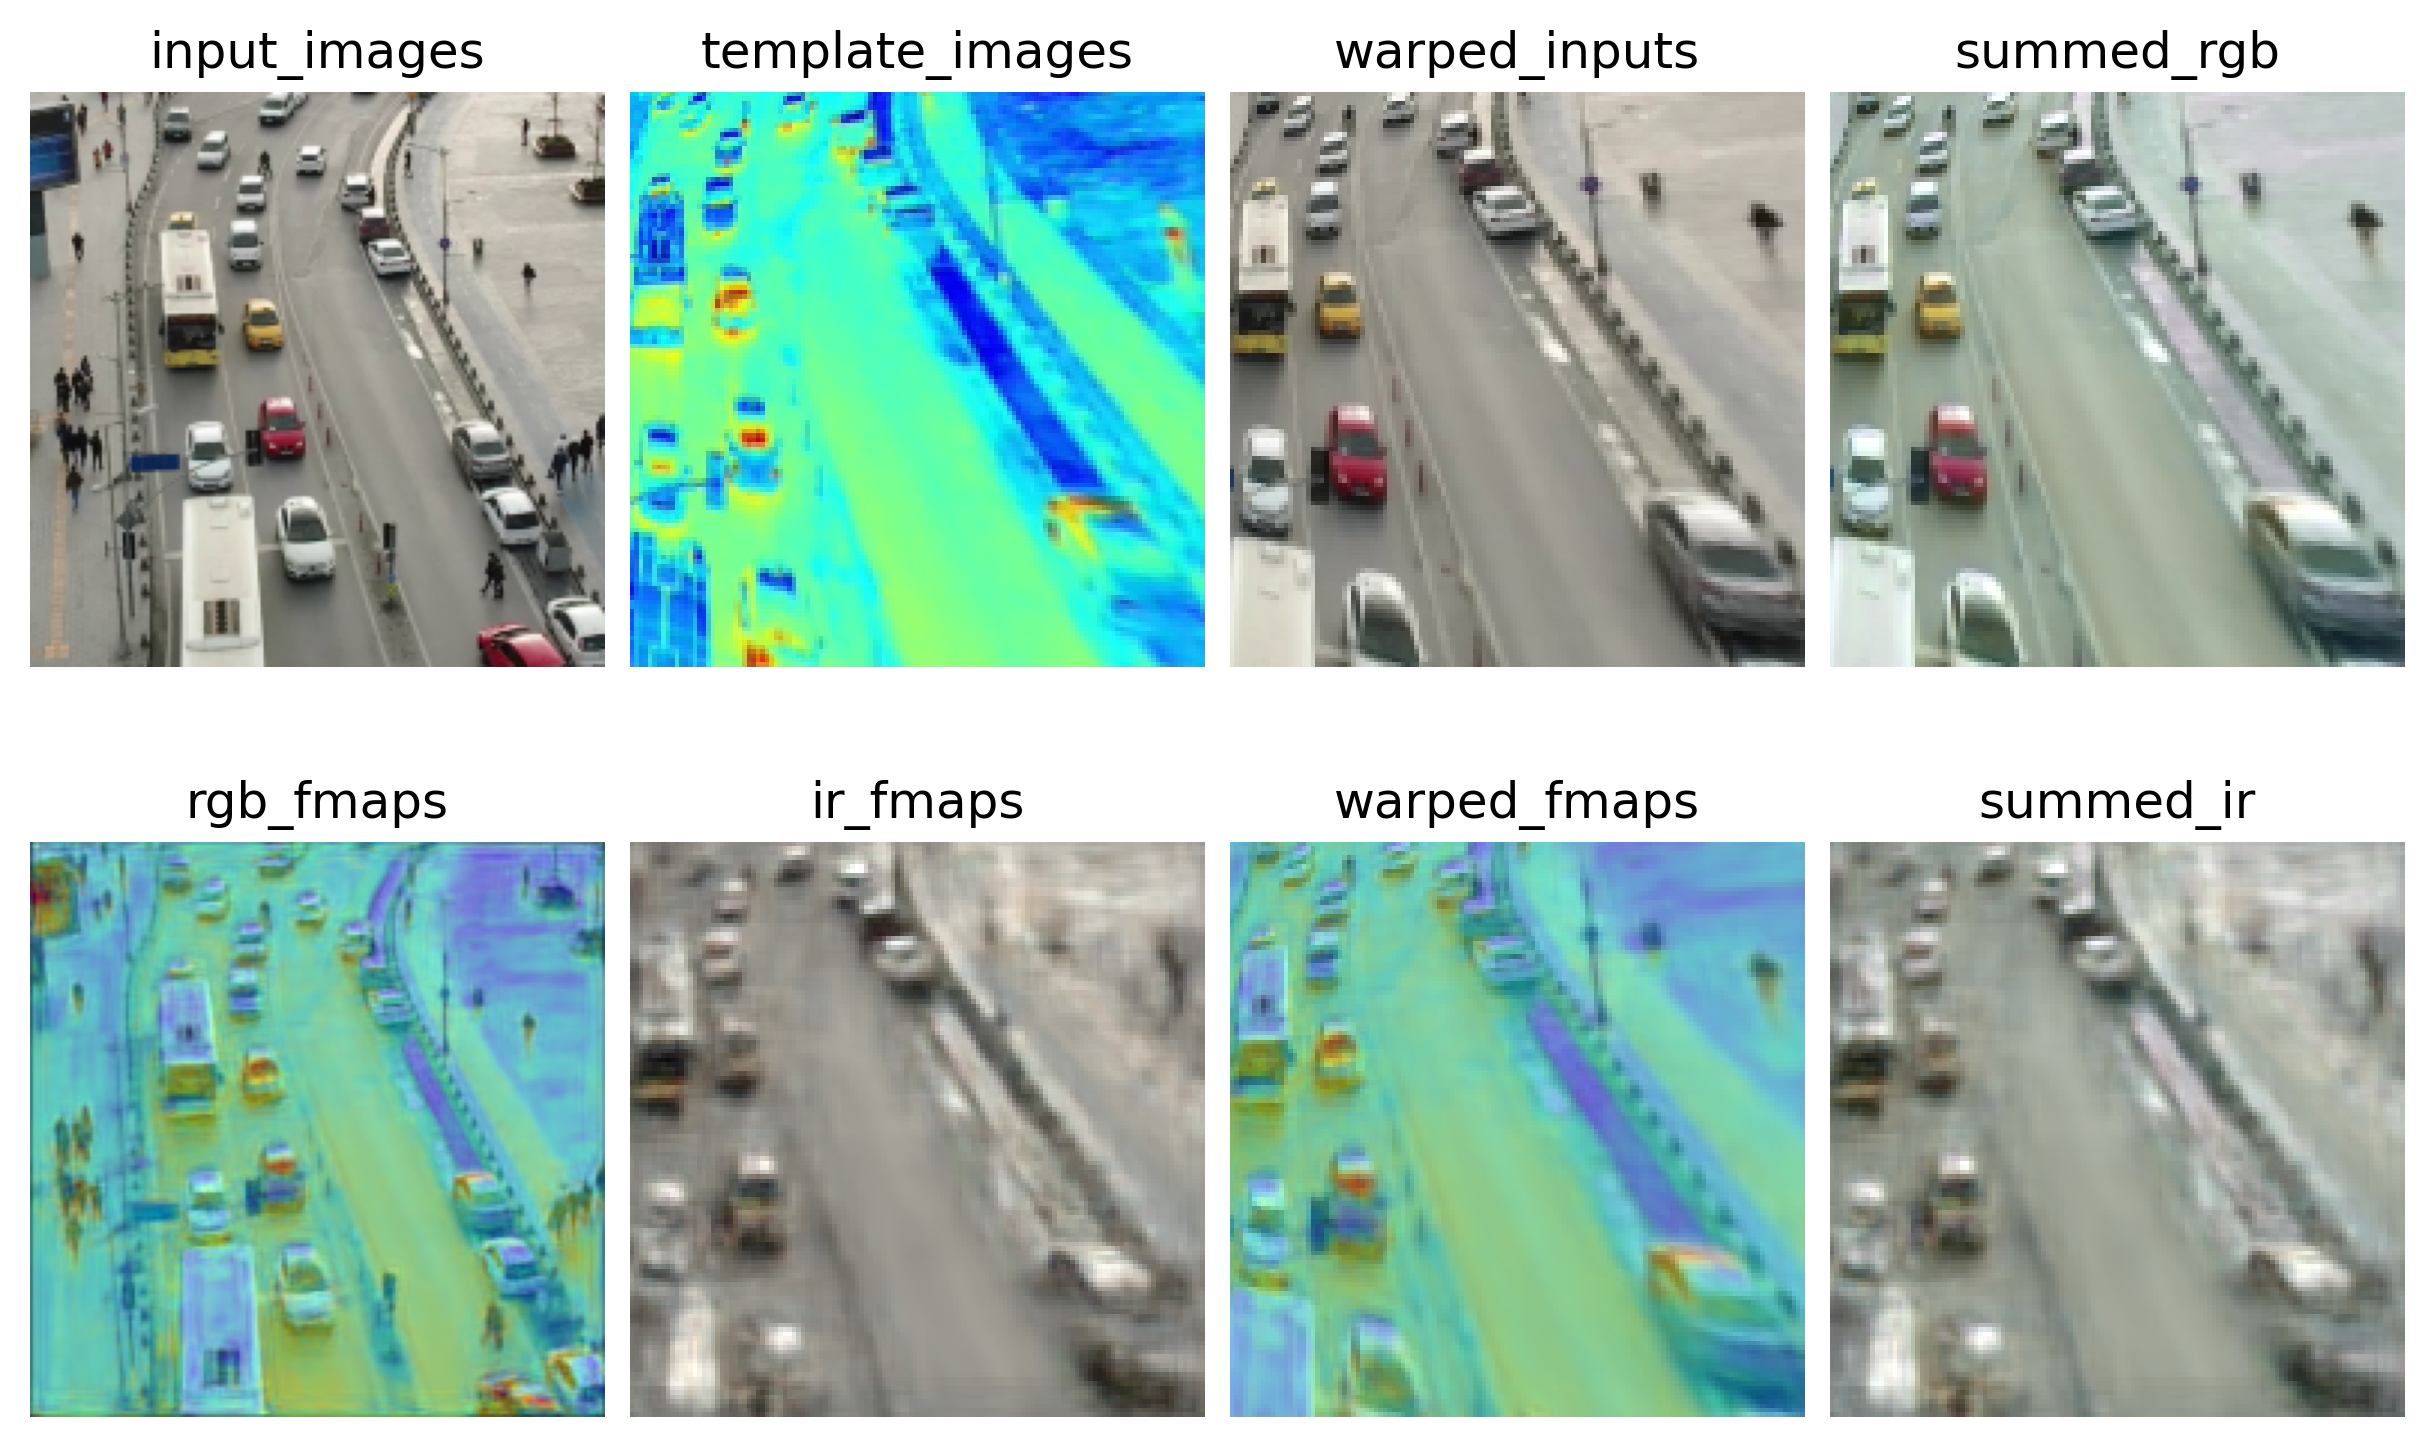 input_images
template_images
warped_inputs
summed_rgb
rgb_fmaps
ir_fmaps
warped_fmaps
summed_ir